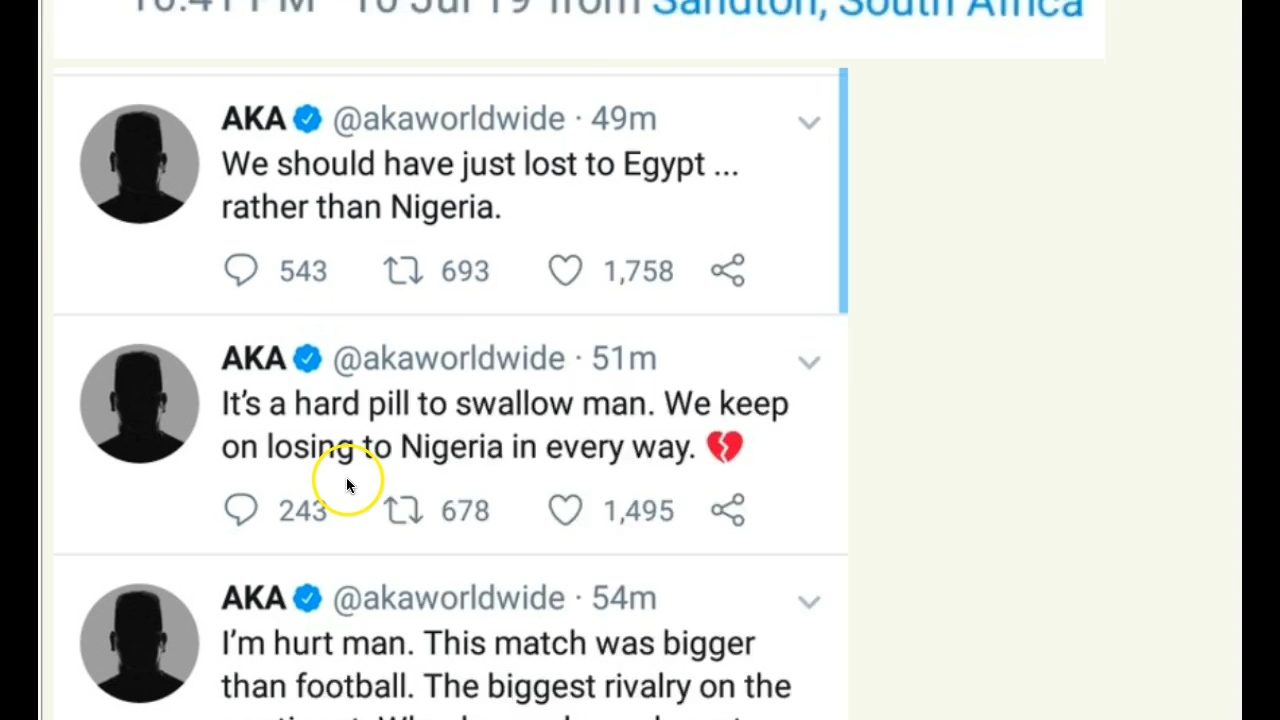 10:41 PM 10 Jul 19 from Sandton, South Africa
AKA @akaworldwide · 49m
We should have just lost to Egypt ...
rather than Nigeria.
543 693 1,758
AKA @akaworldwide · 51m
It's a hard pill to swallow man. We keep
on losing to Nigeria in every way. 💔
243 678 1,495
AKA @akaworldwide · 54m
I'm hurt man. This match was bigger
than football. The biggest rivalry on the